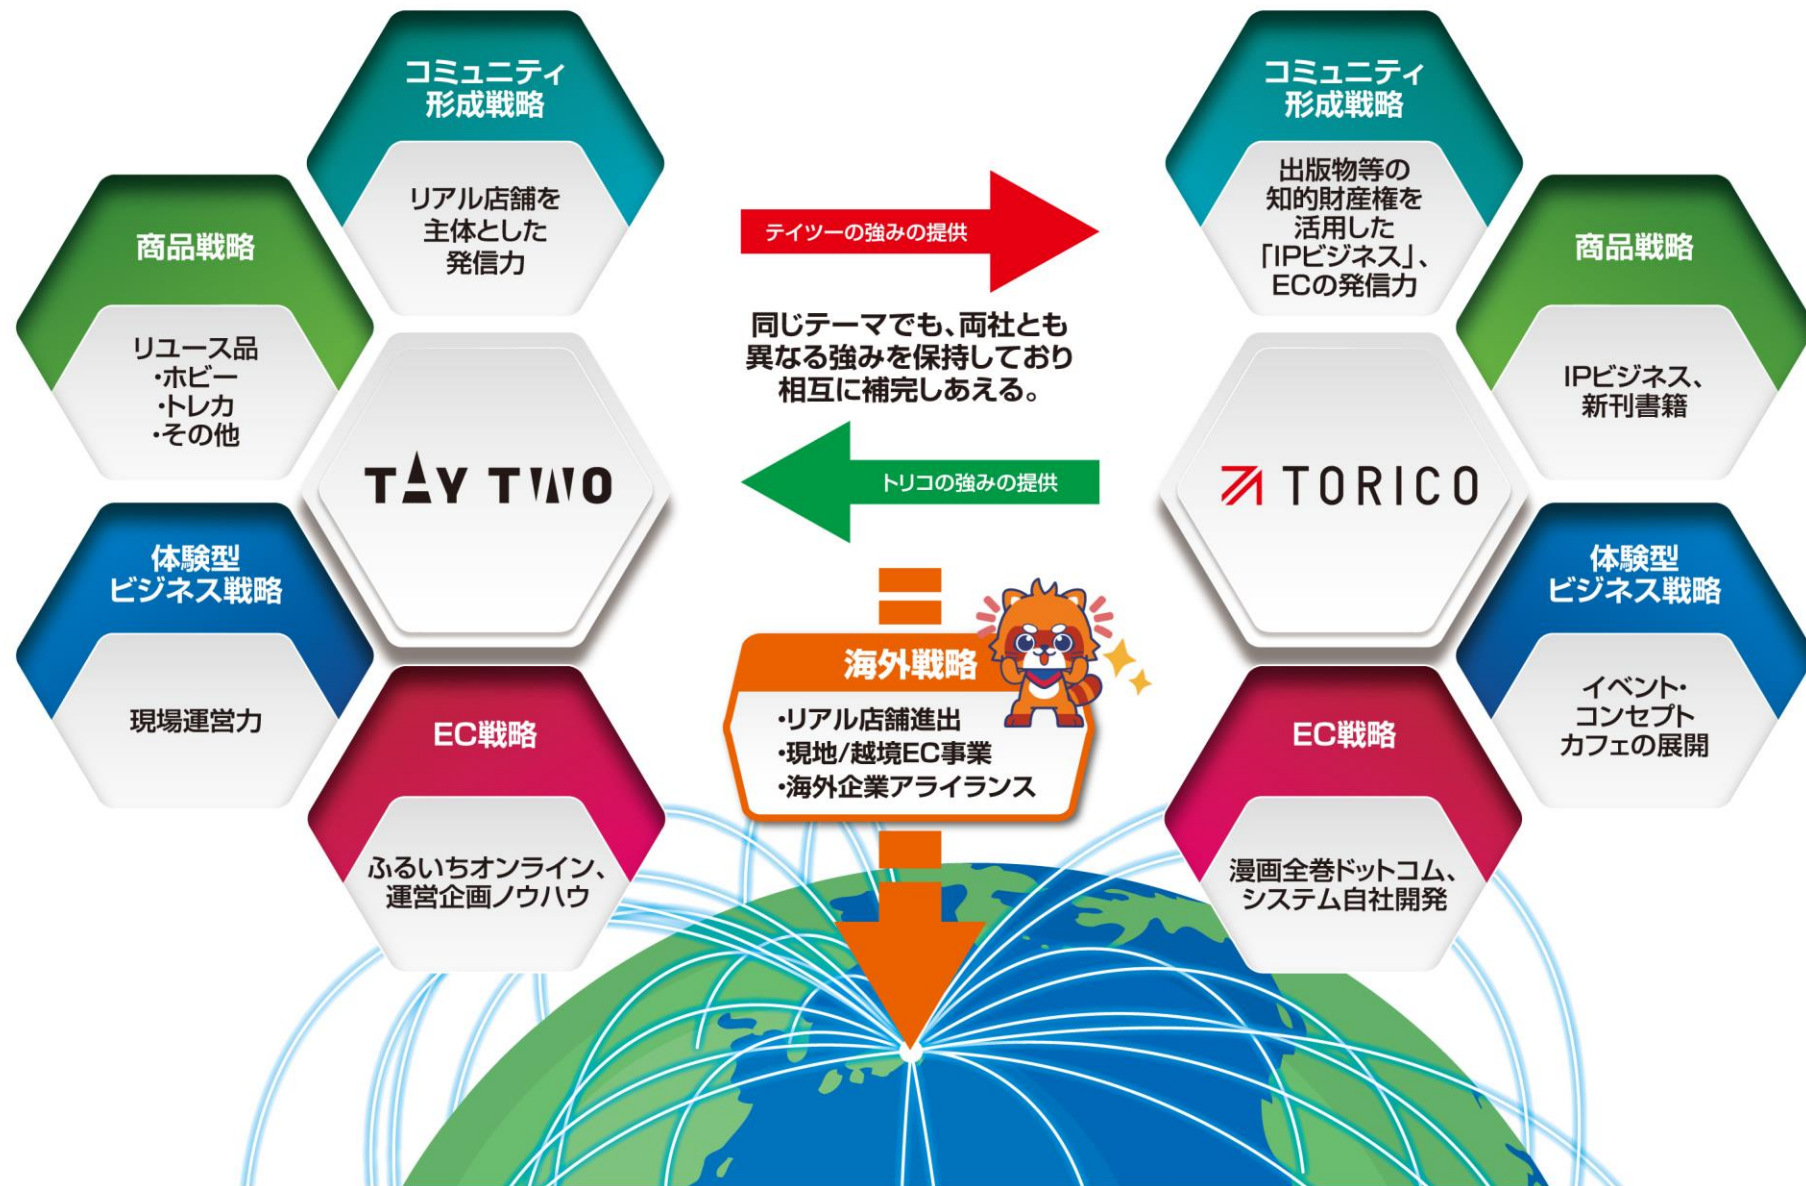 コミュニティ
形成戦略
リアル店舗を
主体とした
発信力
商品戦略
リユース品
・ホビー
・トレカ
・その他
TAY TWO
体験型
ビジネス戦略
現場運営力
EC戦略
ふるいちオンライン、
運営企画ノウハウ
テイツーの強みの提供
同じテーマでも、両社とも
異なる強みを保持しており
相互に補完しあえる。
トリコの強みの提供
海外戦略
・リアル店舗進出
・現地/越境EC事業
・海外企業アライランス
コミュニティ
形成戦略
出版物等の
知的財産権を
活用した
「IPビジネス」、
ECの発信力
商品戦略
IPビジネス、
新刊書籍
TORICO
体験型
ビジネス戦略
イベント・
コンセプト
カフェの展開
EC戦略
漫画全巻ドットコム、
システム自社開発